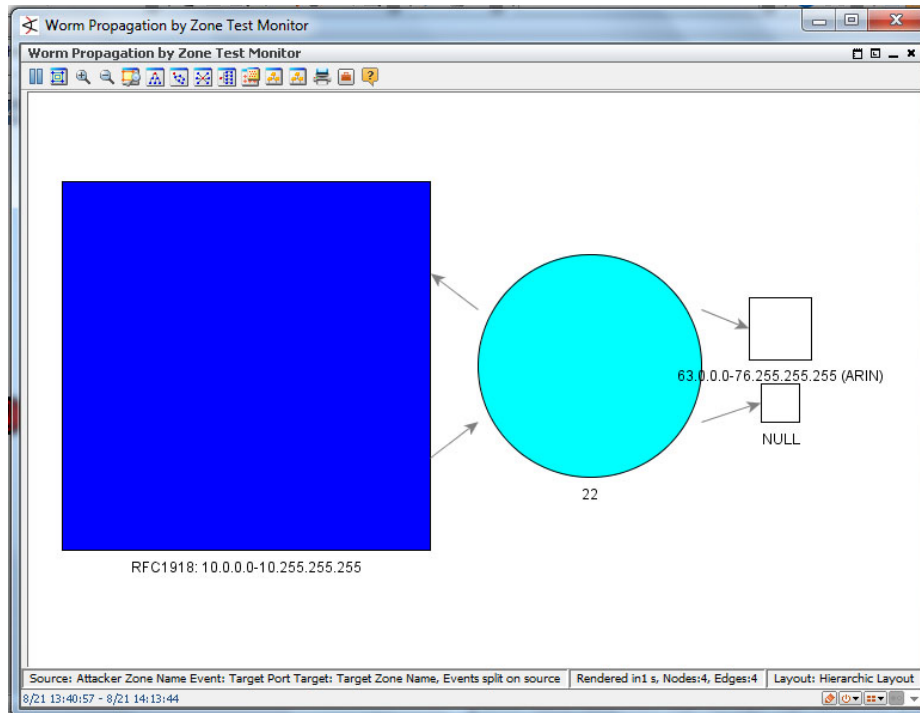 Worm Propagation by Zone Test Monitor
Worm Propagation by Zone Test Monitor
63.0.0.0-76.255.255.255 (ARIN)
NULL
22
RFC1918: 10.0.0.0-10.255.255.255
Source: Attacker Zone Name Event: Target Port Target: Target Zone Name, Events split on source Rendered in1 s, Nodes:4, Edges:4 Layout: Hierarchic Layout
8/21 13:40:57 - 8/21 14:13:44